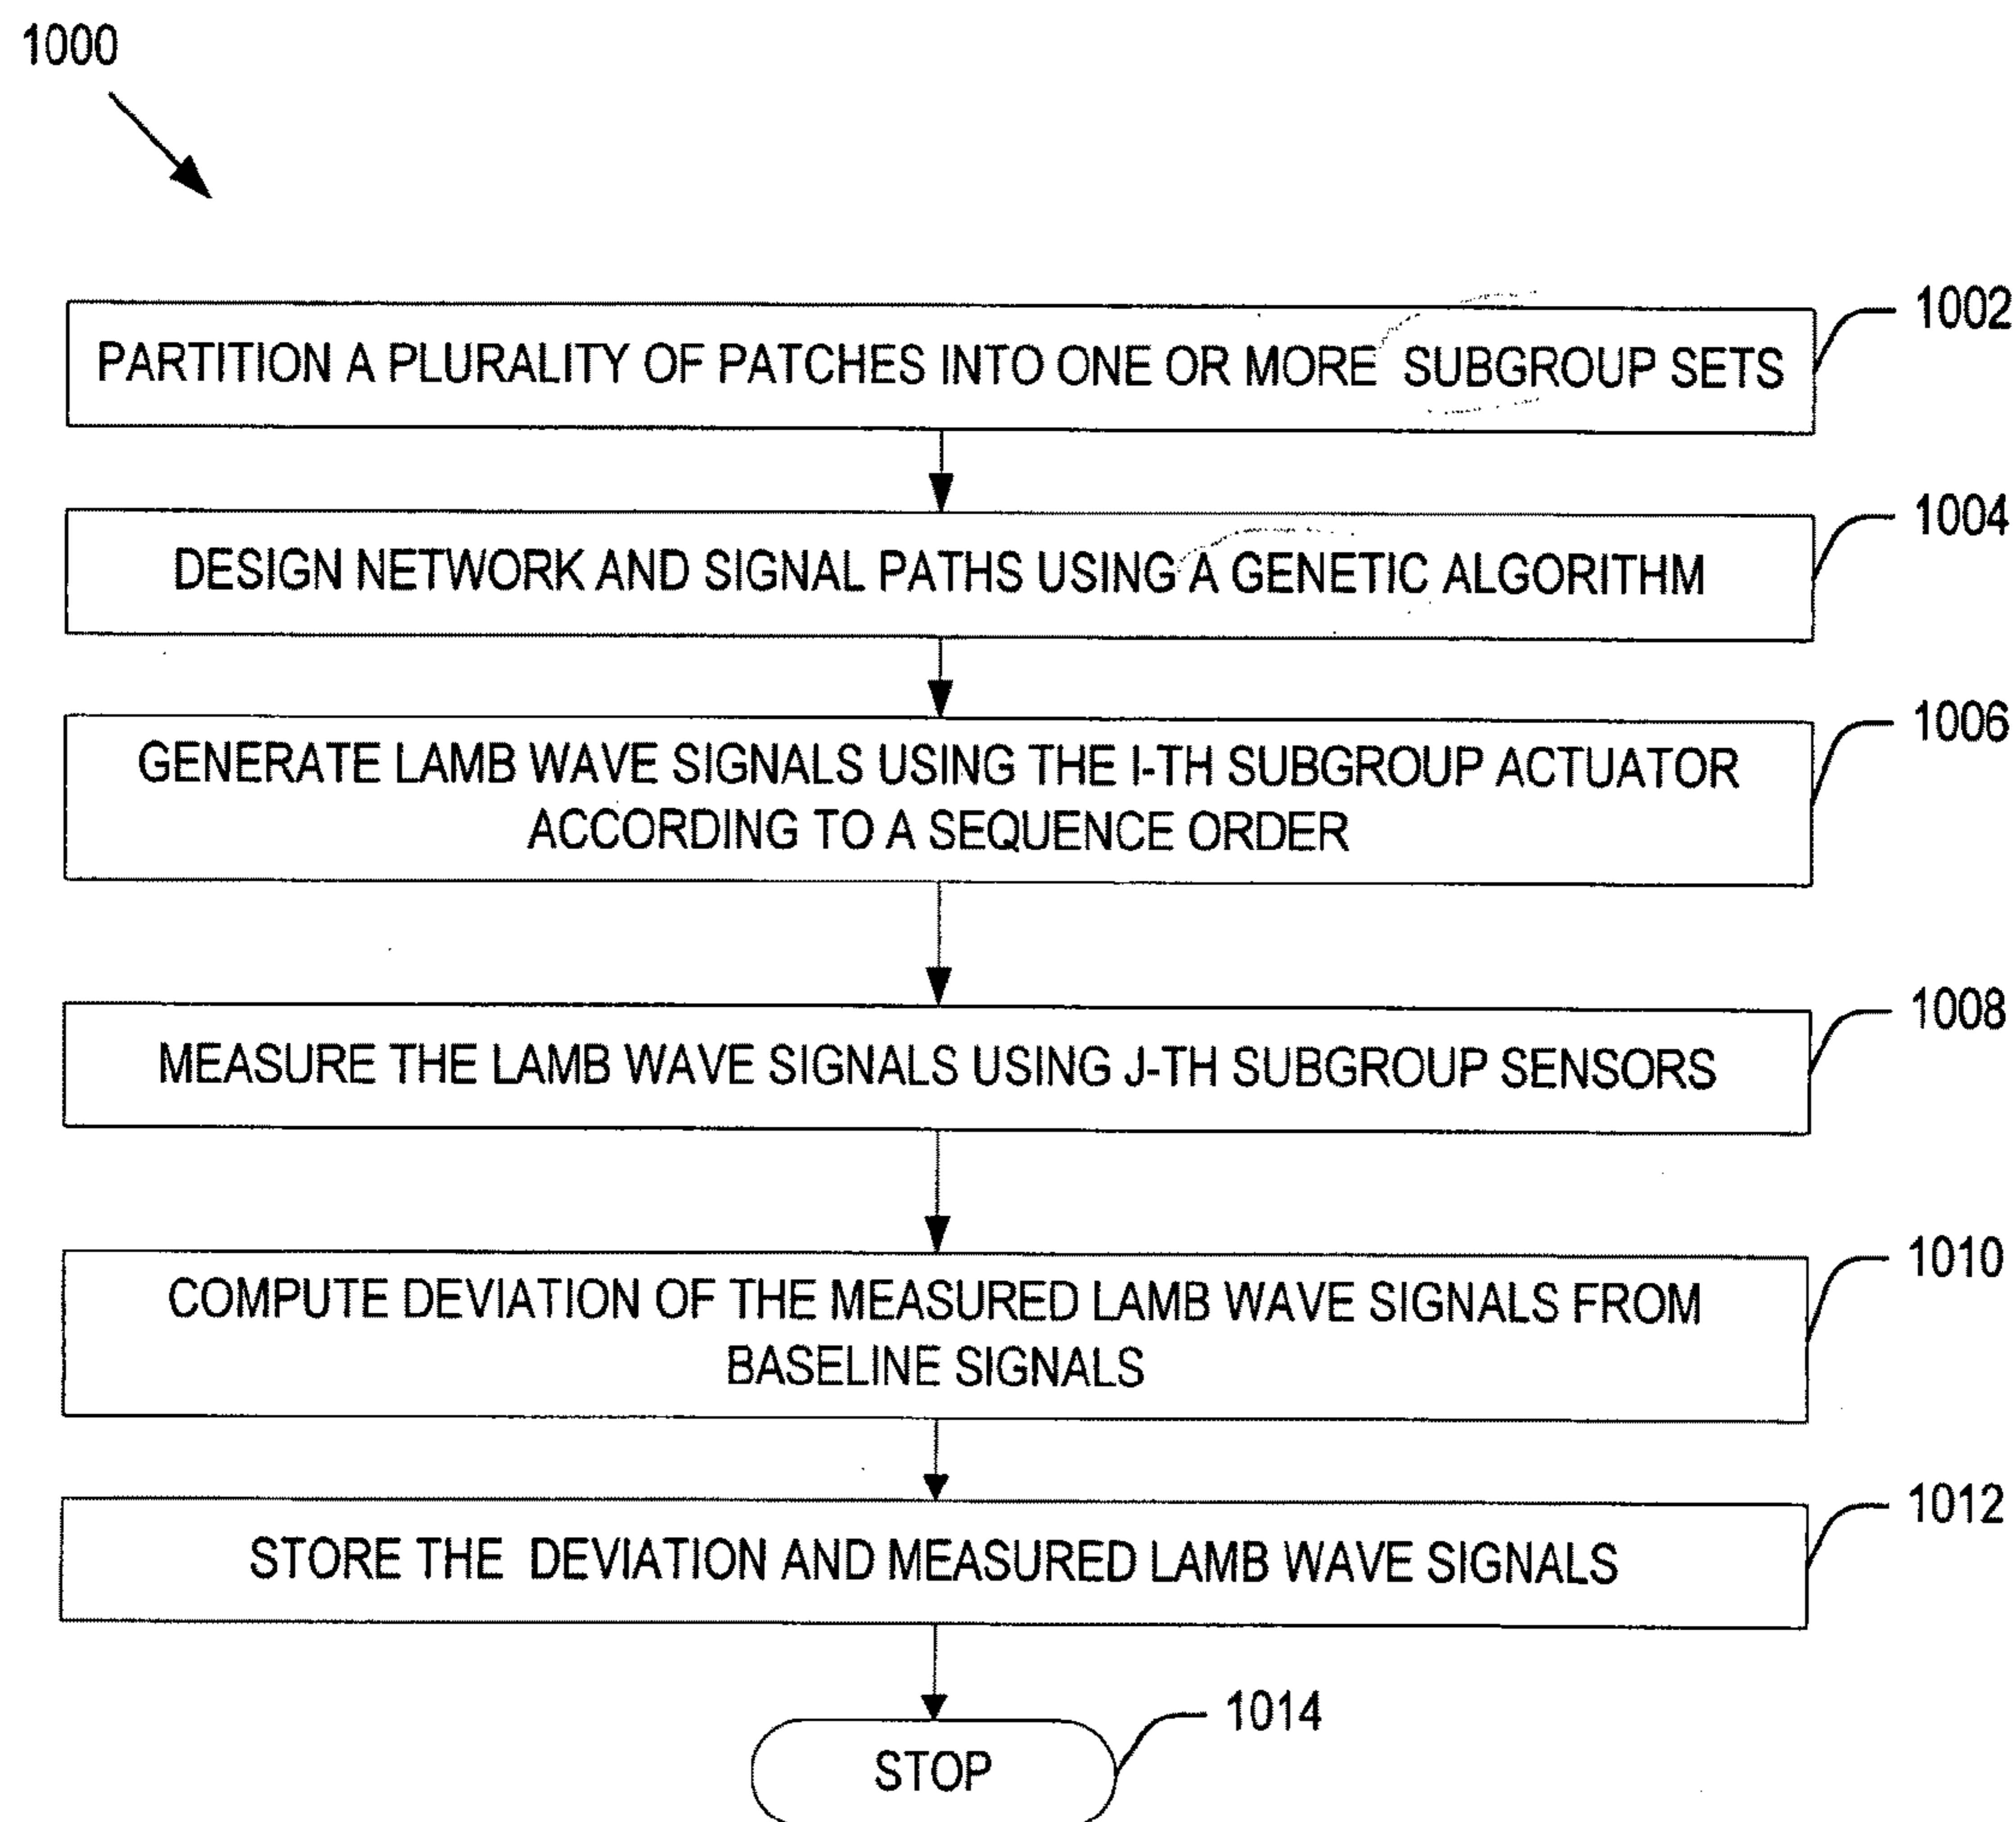 1000
PARTITION A PLURALITY OF PATCHES INTO ONE OR MORE SUBGROUP SETS
1002
DESIGN NETWORK AND SIGNAL PATHS USING A GENETIC ALGORITHM
1004
GENERATE LAMB WAVE SIGNALS USING THE I-TH SUBGROUP ACTUATOR
ACCORDING TO A SEQUENCE ORDER
1006
MEASURE THE LAMB WAVE SIGNALS USING J-TH SUBGROUP SENSORS
1008
COMPUTE DEVIATION OF THE MEASURED LAMB WAVE SIGNALS FROM
BASELINE SIGNALS
1010
STORE THE DEVIATION AND MEASURED LAMB WAVE SIGNALS
1012
STOP
1014